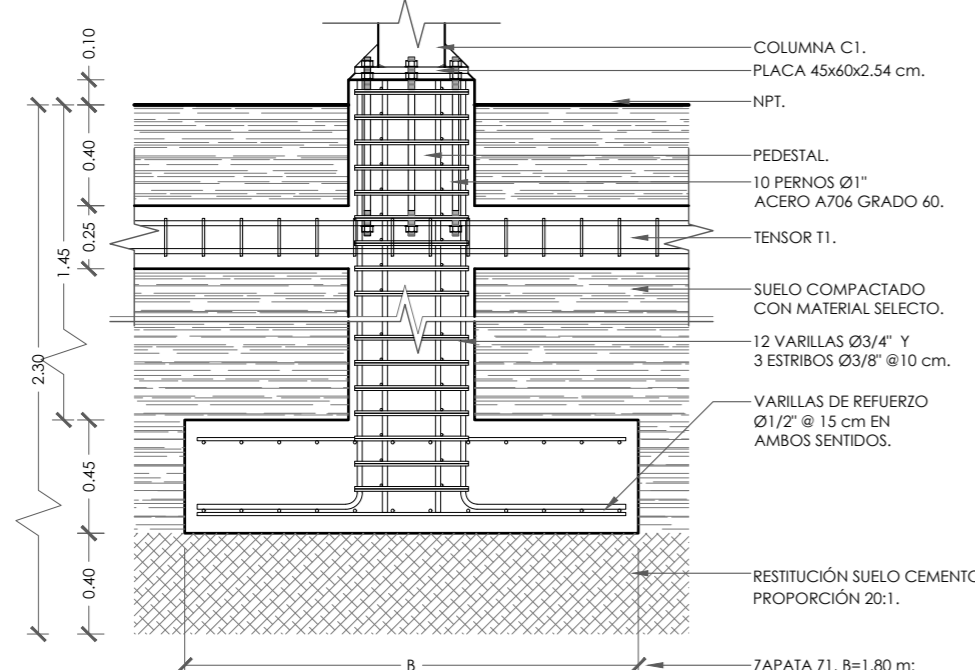 COLUMNA C1.
PLACA 45x60x2.54 cm.
NPT.
PEDESTAL.
10 PERNOS Ø1"
ACERO A706 GRADO 60.
TENSOR T1.
SUELO COMPACTADO
CON MATERIAL SELECTO.
12 VARILLAS Ø3/4" Y
3 ESTRIBOS Ø3/8" @10 cm.
VARILLAS DE REFUERZO
Ø1/2" @ 15 cm EN
AMBOS SENTIDOS.
RESTITUCIÓN SUELO CEMENTO
PROPORCIÓN 20:1.
ZAPATA Z1. B=1.80 m;
0.10
0.40
0.25
1.45
2.30
0.45
0.40
B